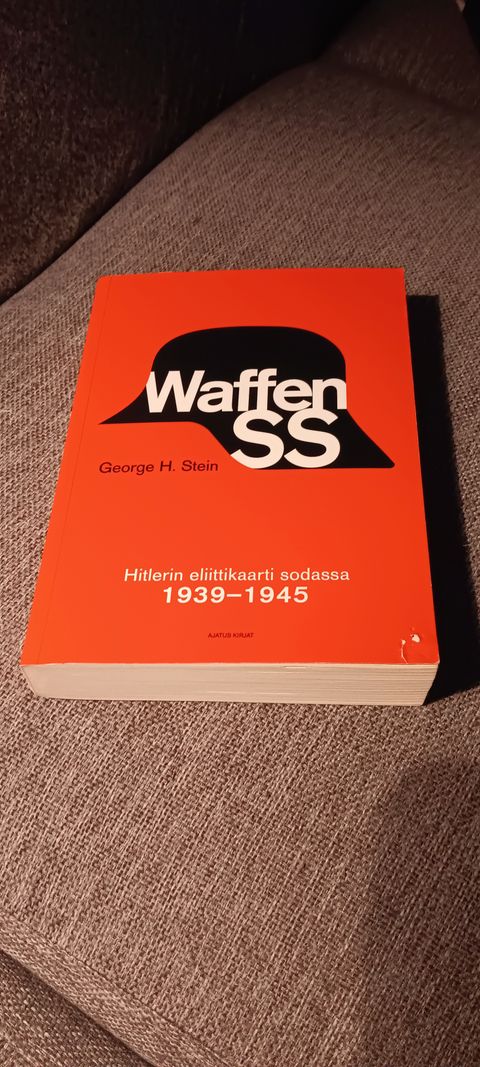 Waffen
SS
George H. Stein
Hitlerin eliittikaarti sodassa
1939–1945
AJATUS KIRJAT